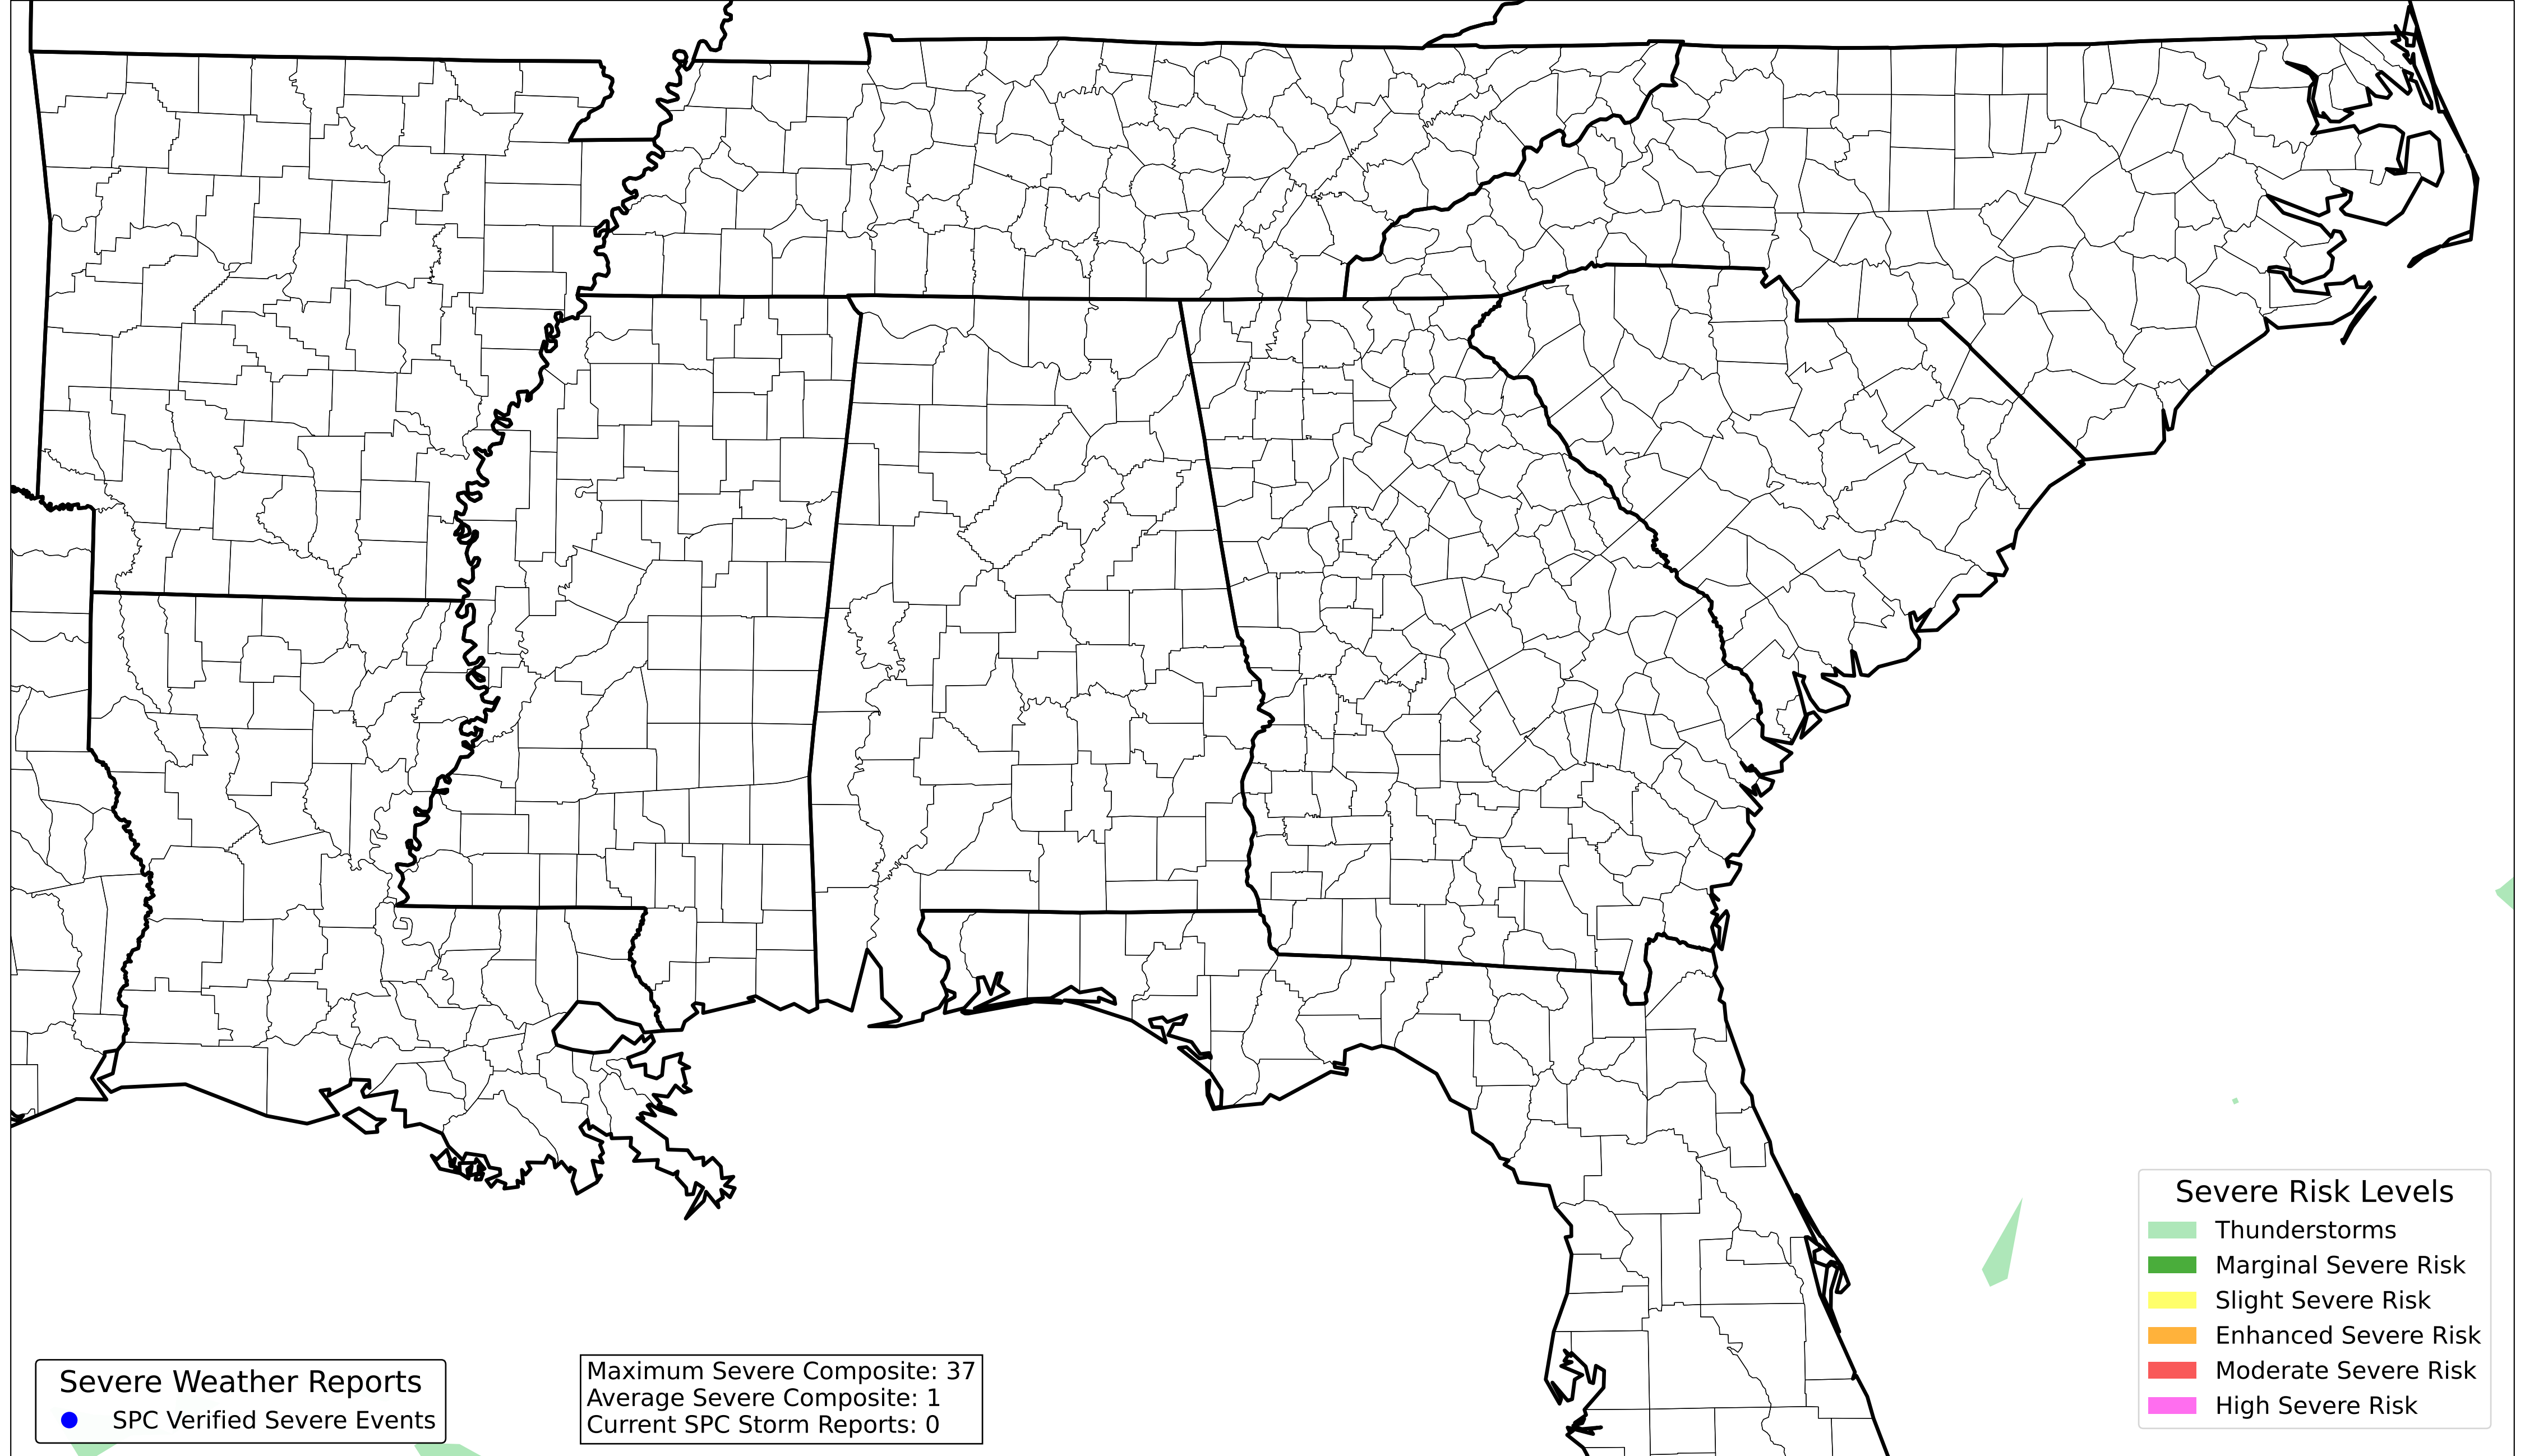 Severe Risk Levels
Thunderstorms
Marginal Severe Risk
Slight Severe Risk
Enhanced Severe Risk
Moderate Severe Risk
High Severe Risk
Severe Weather Reports
SPC Verified Severe Events
Maximum Severe Composite: 37
Average Severe Composite: 1
Current SPC Storm Reports: 0